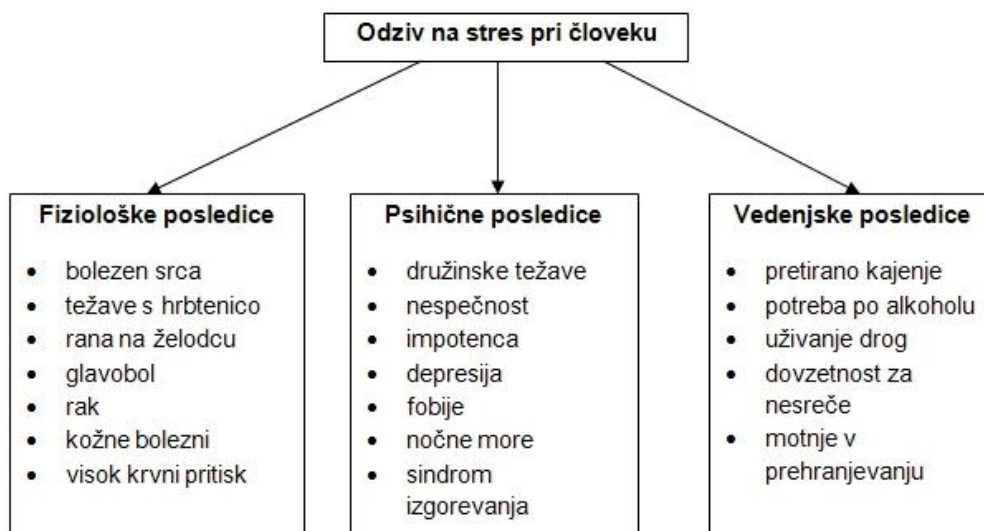 Odziv na stres pri človeku
Fiziološke posledice
• bolezen srca
• težave s hrbtenico
• rana na želodcu
• glavobol
• rak
• kožne bolezni
• visok krvni pritisk
Psihične posledice
• družinske težave
• nespečnost
• impotenca
• depresija
• fobije
• nočne more
• sindrom
izgorevanja
Vedenjske posledice
• pretirano kajenje
• potreba po alkoholu
• uživanje drog
• dovzetnost za
nesreče
• motnje v
prehranjevanju